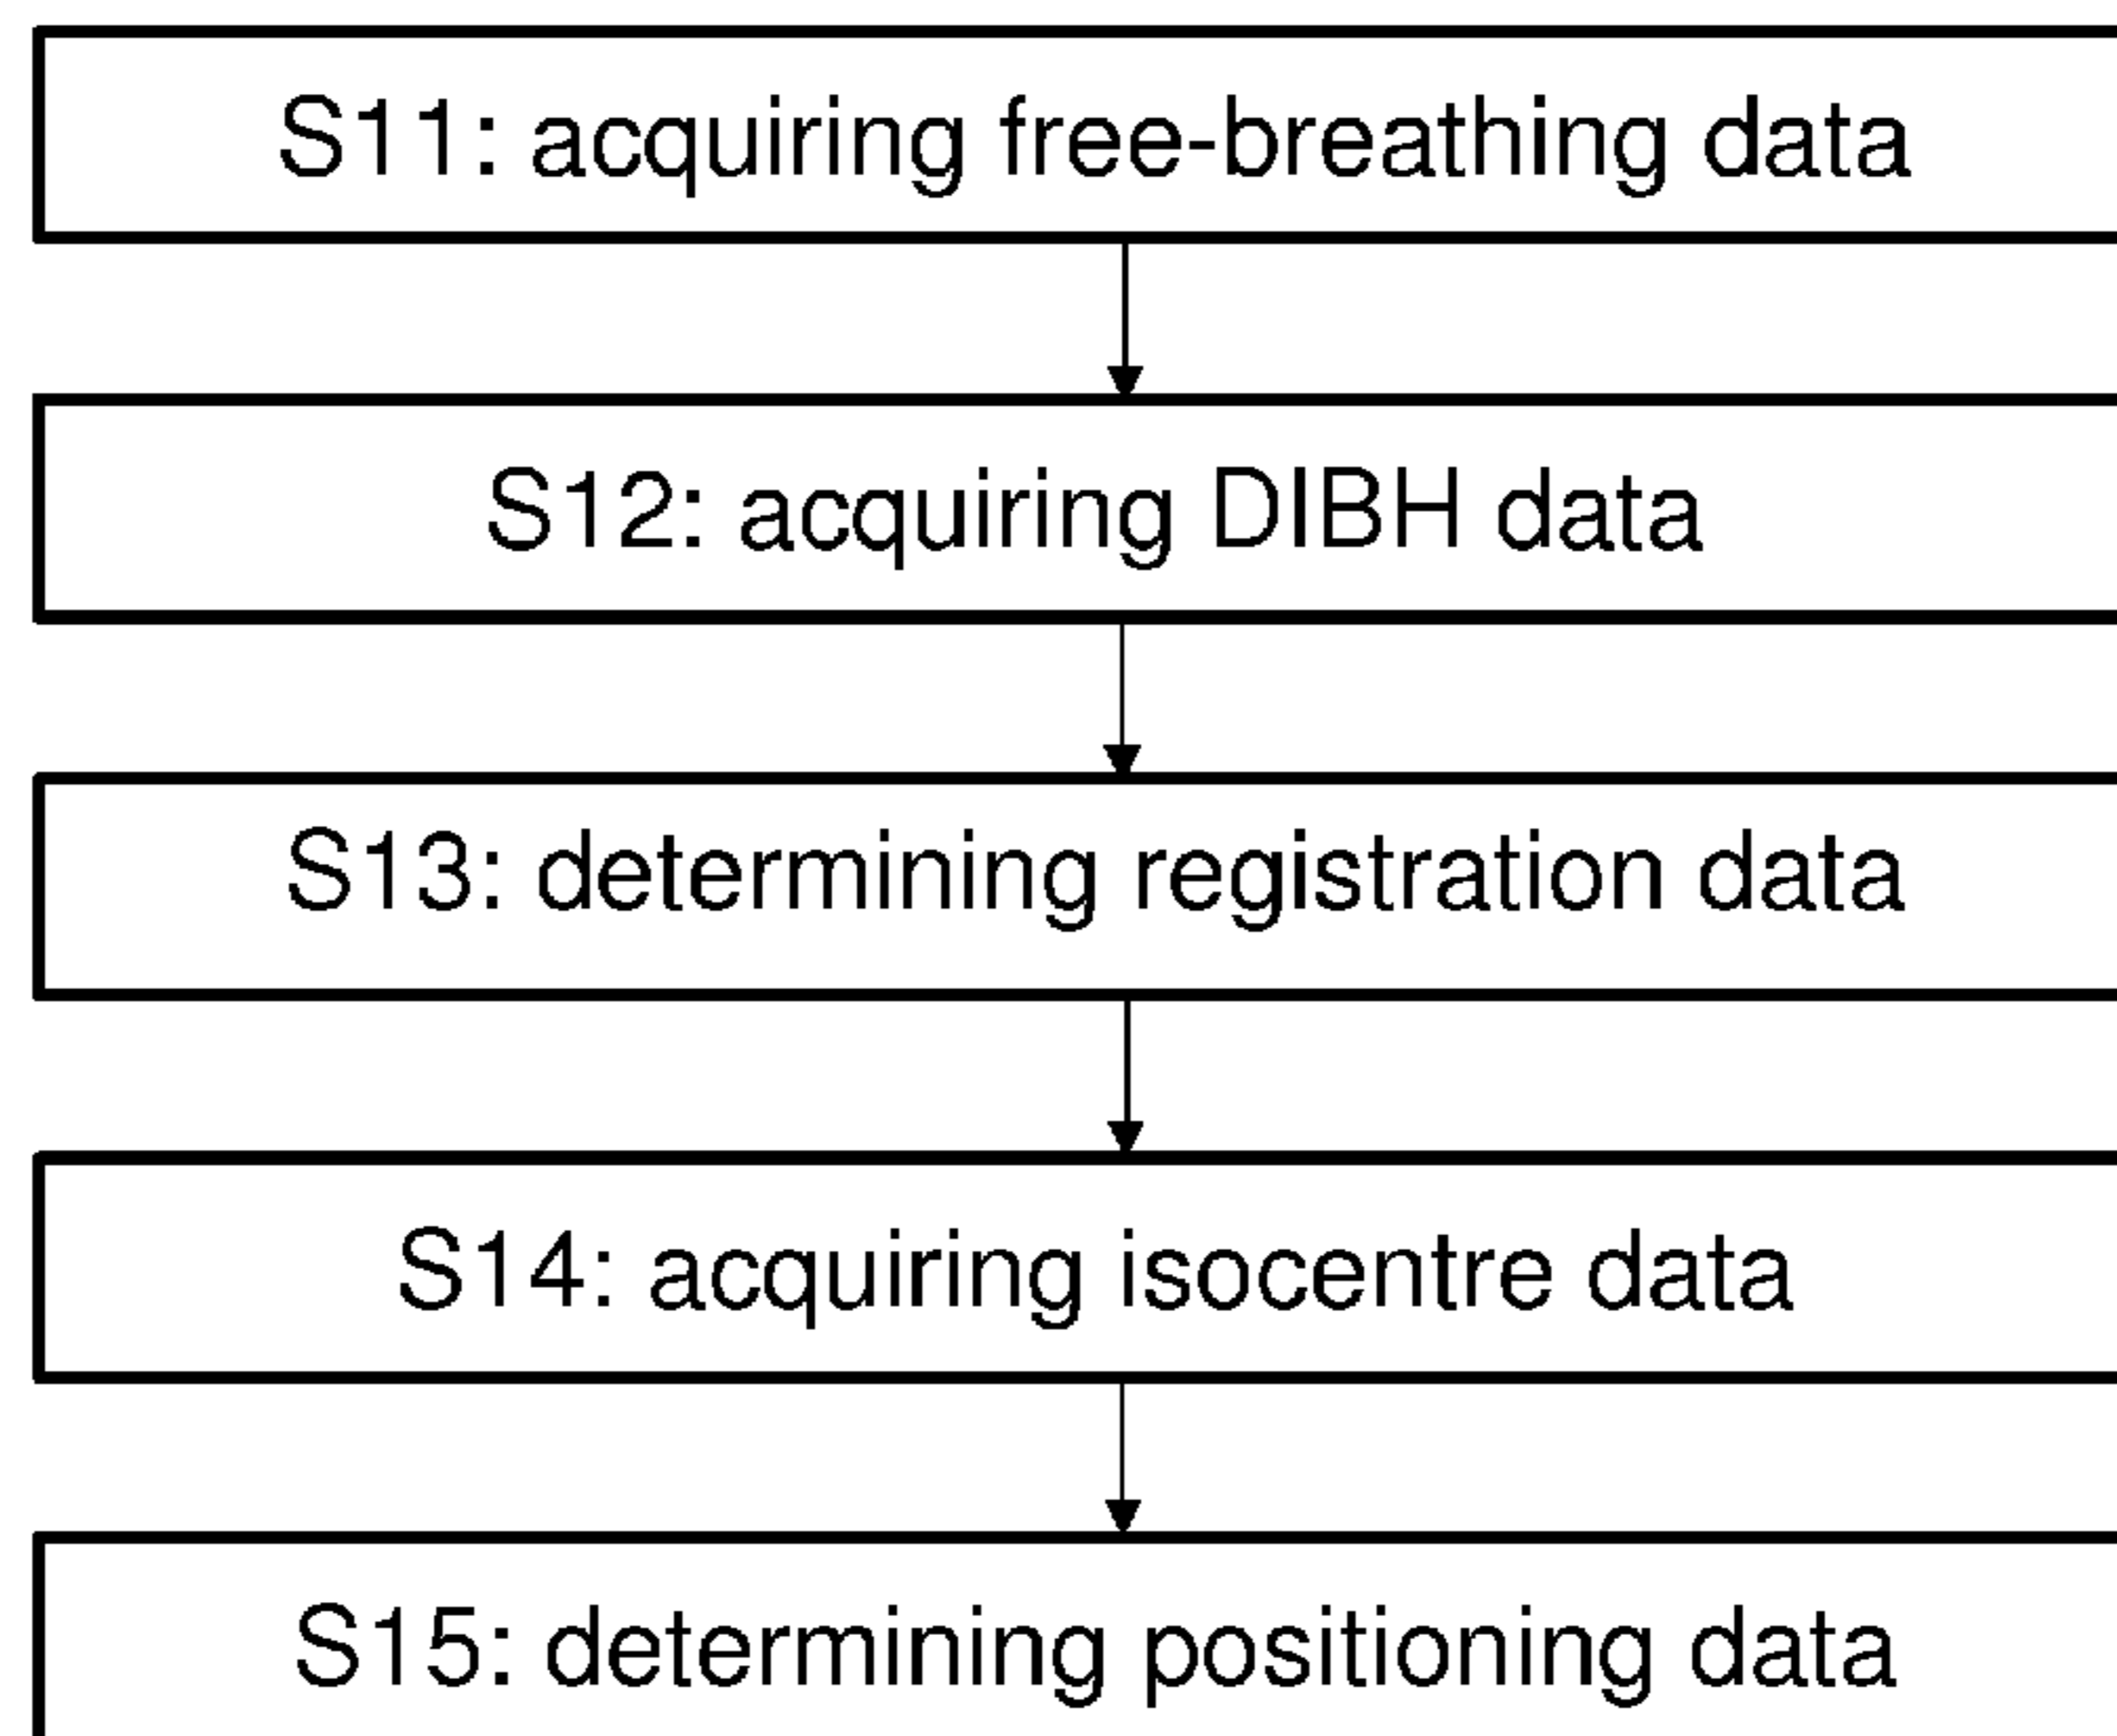 S11: acquiring free-breathing data
S12: acquiring DIBH data
S13: determining registration data
S14: acquiring isocentre data
S15: determining positioning data